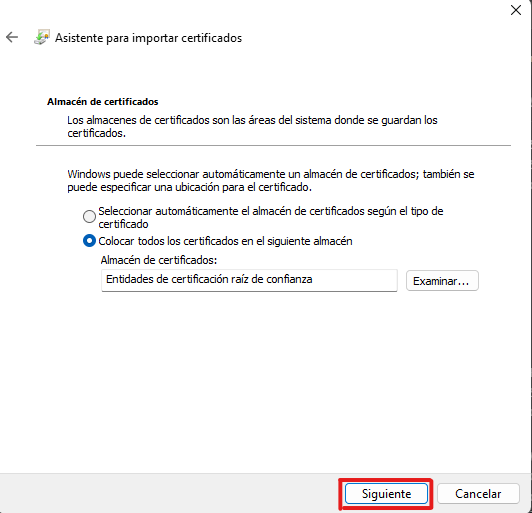 Asistente para importar certificados
Almacén de certificados
Los almacenes de certificado son las áreas del sistema donde se guardan los
certificados.
Windows puede seleccionar automáticamente un almacén de certificados; también se
puede especificar una ubicación para el certificado.
Seleccionar automáticamente el almacén de certificados según el tipo de
certificado
Colocar todos los certificados en el siguiente almacén
Almacén de certificados:
Entidades de certificación raíz de confianza
Examinar...
Siguiente
Cancelar